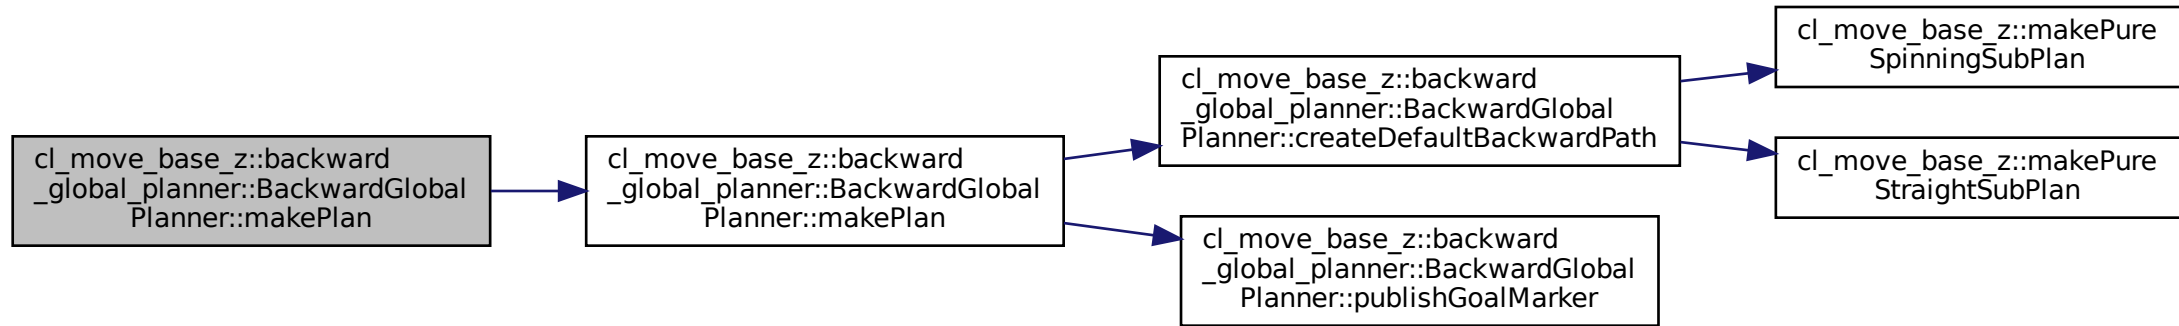 cl_move_base_z::backward
_global_planner::BackwardGlobal
Planner::makePlan
cl_move_base_z::backward
_global_planner::BackwardGlobal
Planner::makePlan
cl_move_base_z::backward
_global_planner::BackwardGlobal
Planner::createDefaultBackwardPath
cl_move_base_z::makePure
SpinningSubPlan
cl_move_base_z::makePure
StraightSubPlan
cl_move_base_z::backward
_global_planner::BackwardGlobal
Planner::publishGoalMarker